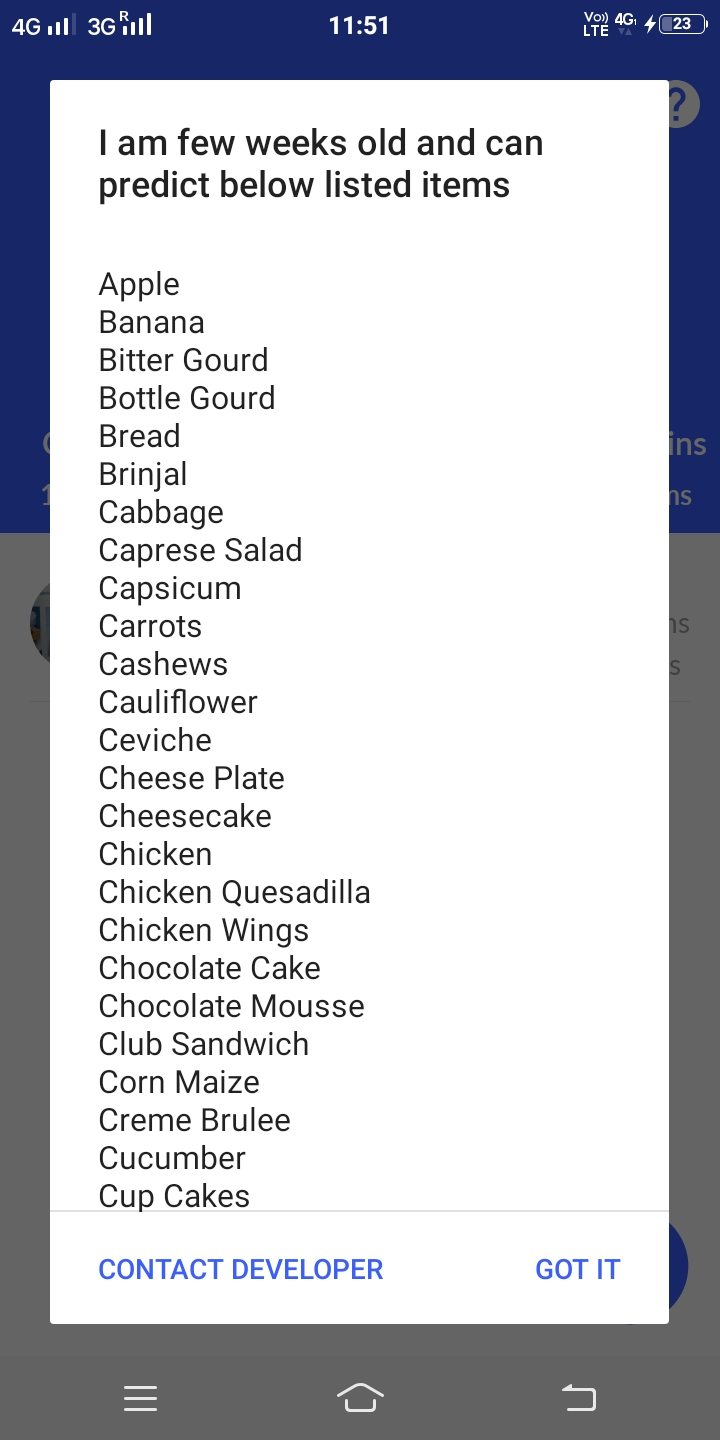 4G 3G R 11:51 Vo)) LTE 4G 23
?
I am few weeks old and can
predict below listed items
Apple
Banana
Bitter Gourd
Bottle Gourd
Bread
Brinjal
Cabbage
Caprese Salad
Capsicum
Carrots
Cashews
Cauliflower
Ceviche
Cheese Plate
Cheesecake
Chicken
Chicken Quesadilla
Chicken Wings
Chocolate Cake
Chocolate Mousse
Club Sandwich
Corn Maize
Creme Brulee
Cucumber
Cup Cakes
CONTACT DEVELOPER GOT IT